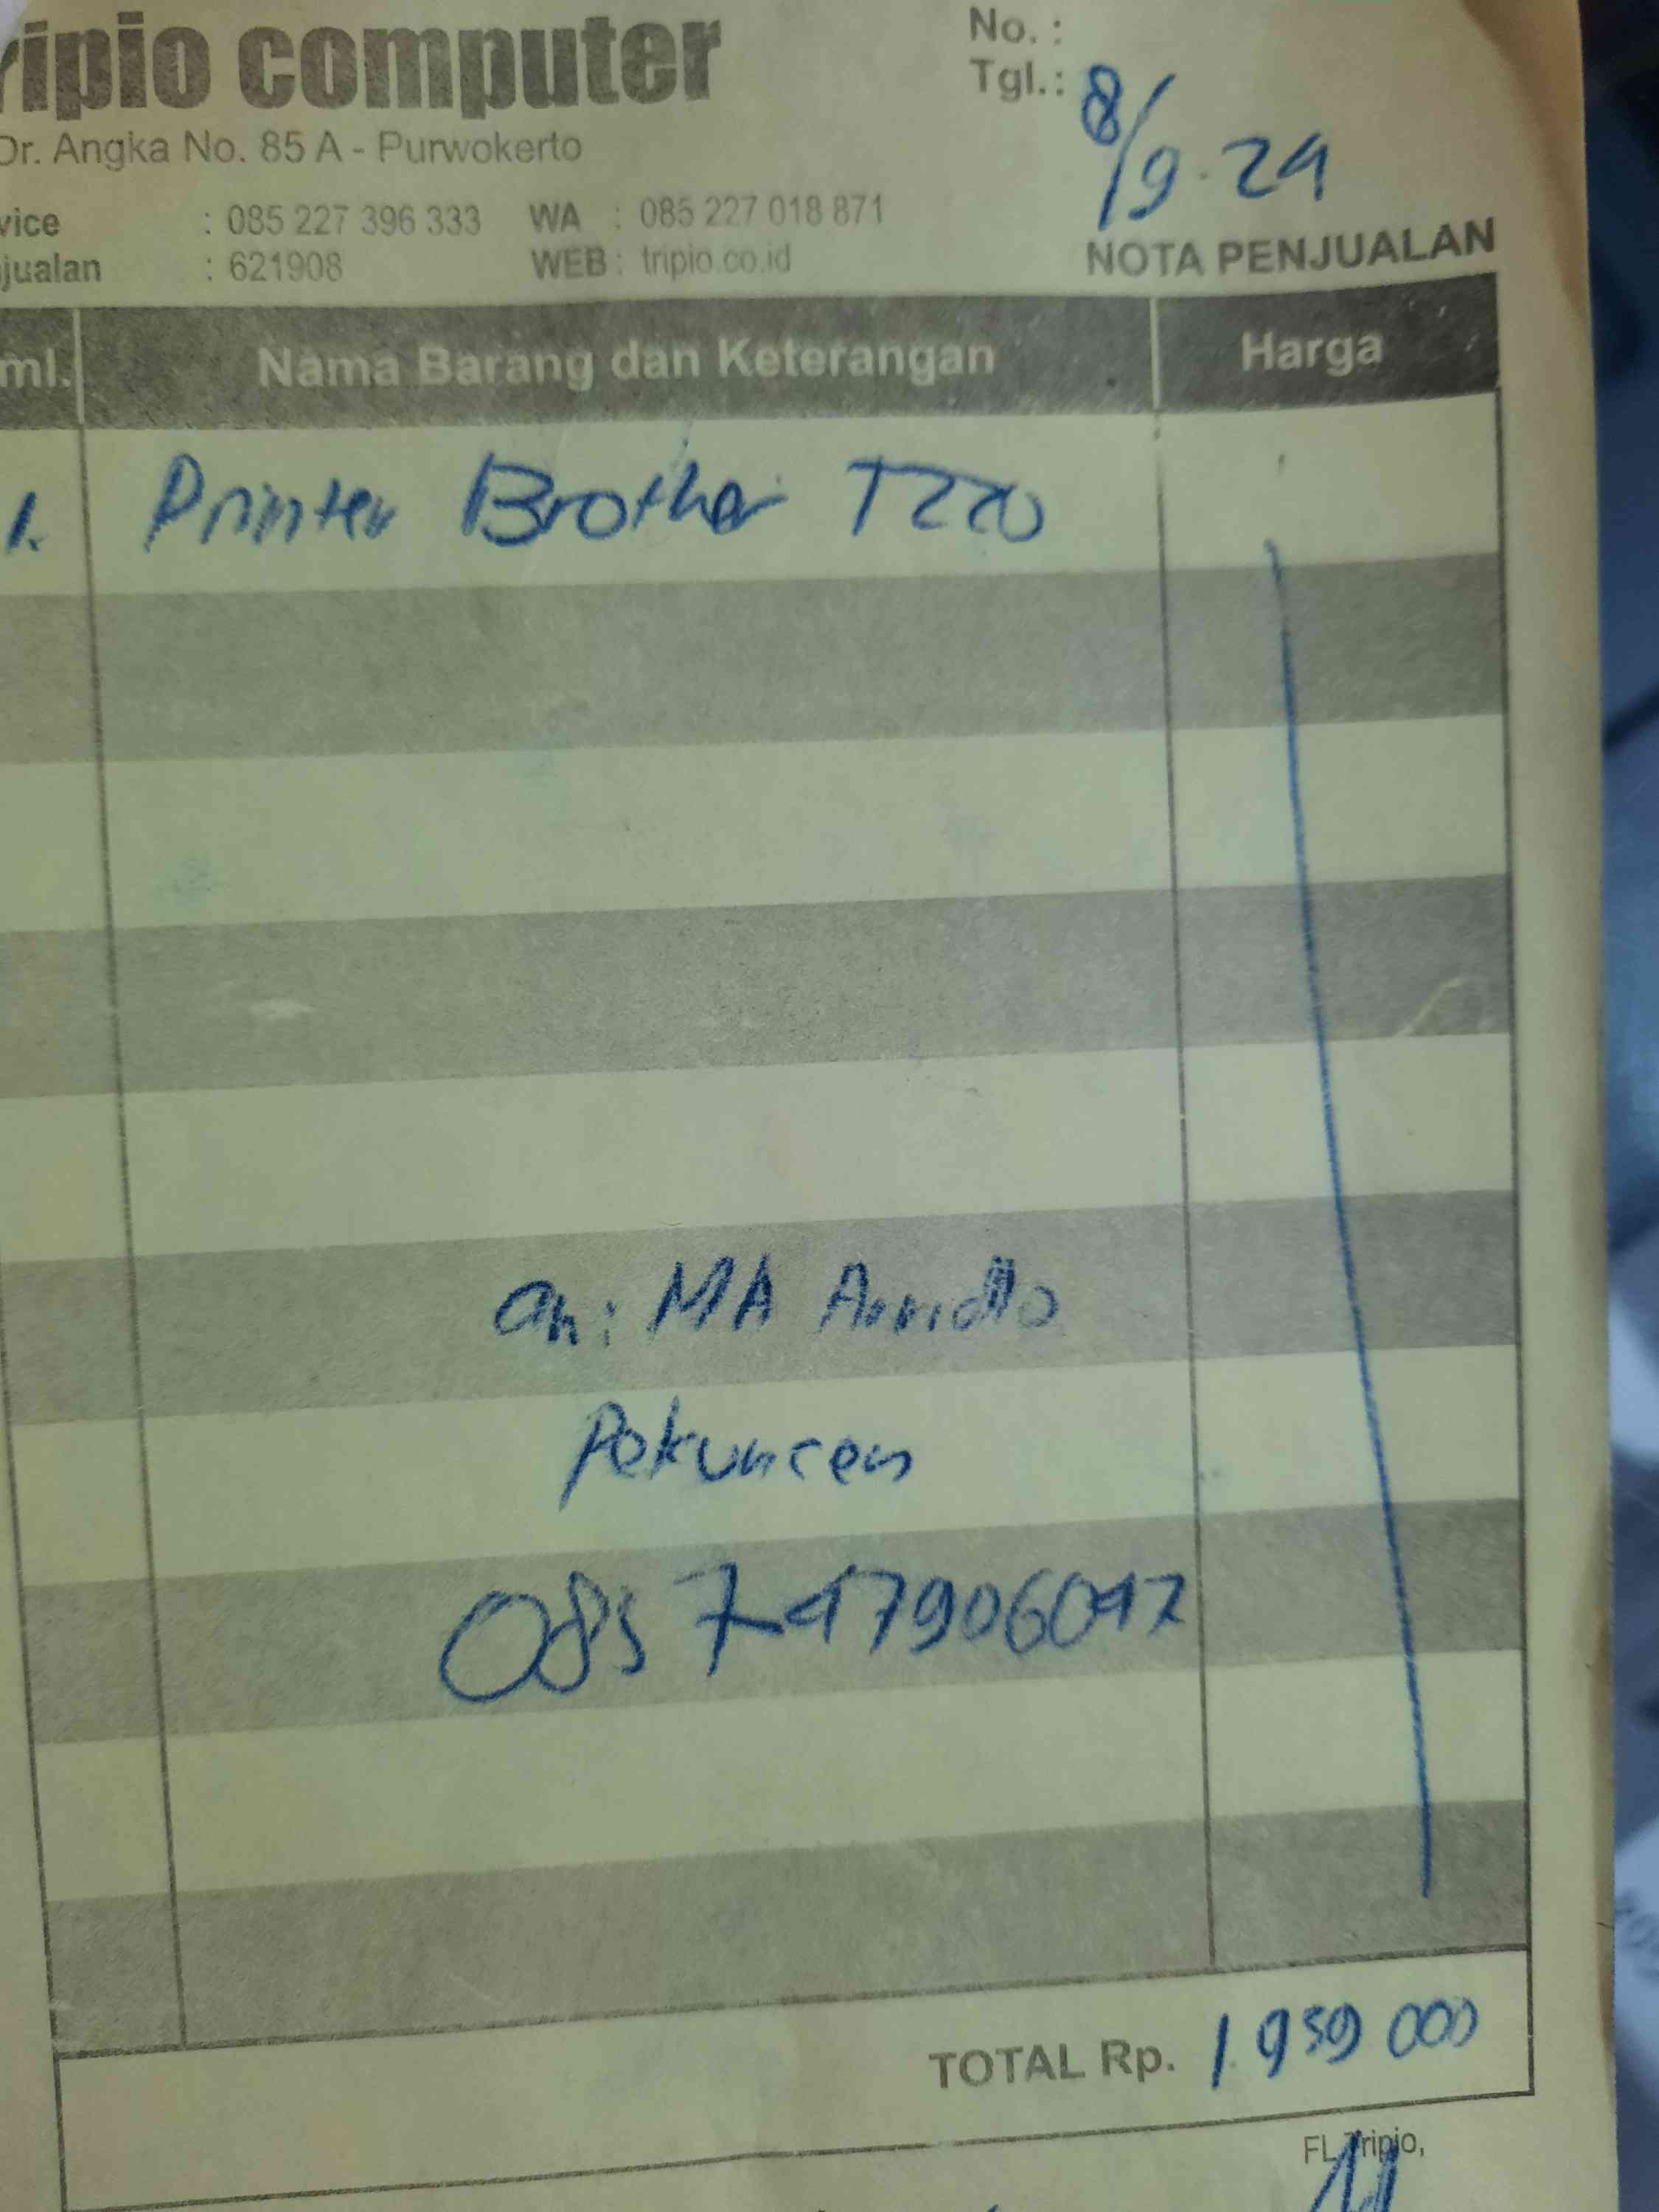 ripio computer
No. :
Tgl.: 8/9-24
Dr. Angka No. 85 A - Purwokerto
vice : 085 227 396 333 WA : 085 227 018 871
jualan : 621908 WEB : tripio.co.id
NOTA PENJUALAN
ml. Nama Barang dan Keterangan Harga
1. Printer Brother T220
an: MA
Pekuncen
TOTAL Rp. 1.959 000
FL Tripio,